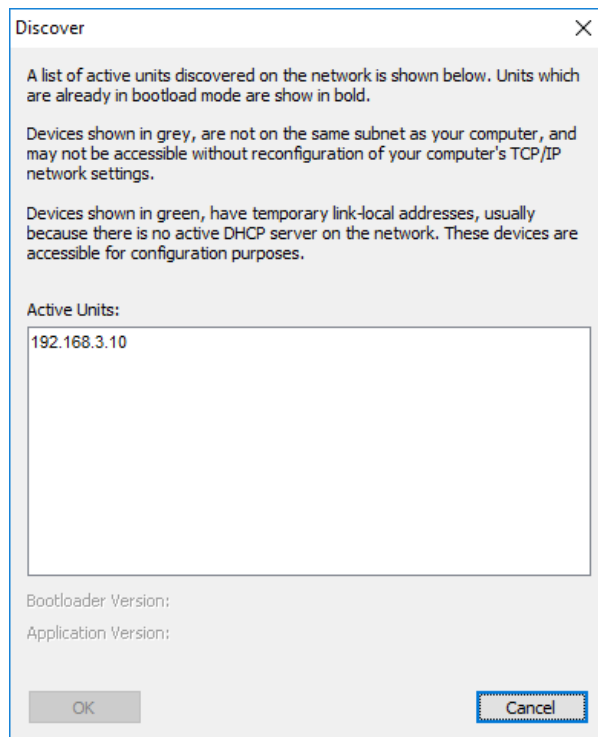 Discover
A list of active units discovered on the network is shown below. Units which
are already in bootload mode are show in bold.
Devices shown in grey, are not on the same subnet as your computer, and
may not be accessible without reconfiguration of your computer's TCP/IP
network settings.
Devices shown in green, have temporary link-local addresses, usually
because there is no active DHCP server on the network. These devices are
accessible for configuration purposes.
Active Units:
192.168.3.10
Bootloader Version:
Application Version:
OK
Cancel